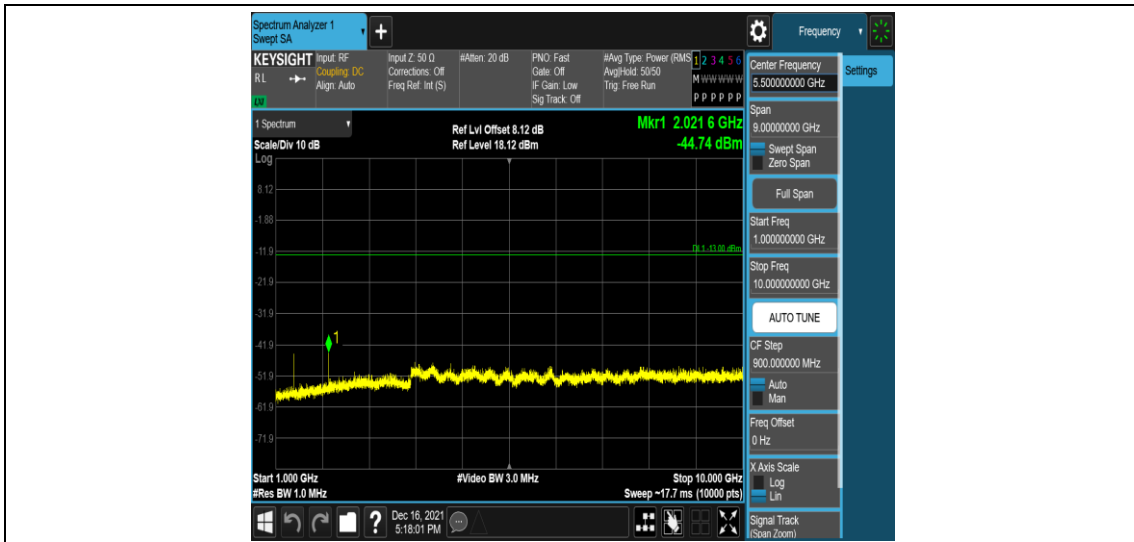 Spectrum Analyzer 1
Swept SA
+
Frequency
KEYSIGHT
RL
LXI
Input: RF
Coupling: DC
Align: Auto
Input Z: 50 Ω
Corrections: Off
Freq Ref: Int (S)
#Atten: 20 dB
PNO: Fast
Gate: Off
IF Gain: Low
Sig Track: Off
#Avg Type: Power (RMS
Avg|Hold: 50/50
Trig: Free Run
1 2 3 4 5 6
M W W W W W
P P P P P P
1 Spectrum
Scale/Div 10 dB
Ref Lvl Offset 8.12 dB
Ref Level 18.12 dBm
Mkr1 2.021 6 GHz
-44.74 dBm
Log
8.12
-1.88
-11.9
-21.9
-31.9
-41.9
-51.9
-61.9
-71.9
DL1 -13.00 dBm
1
Start 1.000 GHz
#Res BW 1.0 MHz
#Video BW 3.0 MHz
Stop 10.000 GHz
Sweep ~17.7 ms (10000 pts)
Center Frequency
5.500000000 GHz
Settings
Span
9.00000000 GHz
Swept Span
Zero Span
Full Span
Start Freq
1.000000000 GHz
Stop Freq
10.000000000 GHz
AUTO TUNE
CF Step
900.000000 MHz
Auto
Man
Freq Offset
0 Hz
X Axis Scale
Log
Lin
Signal Track
(Span Zoom)
?
Dec 16, 2021
5:18:01 PM